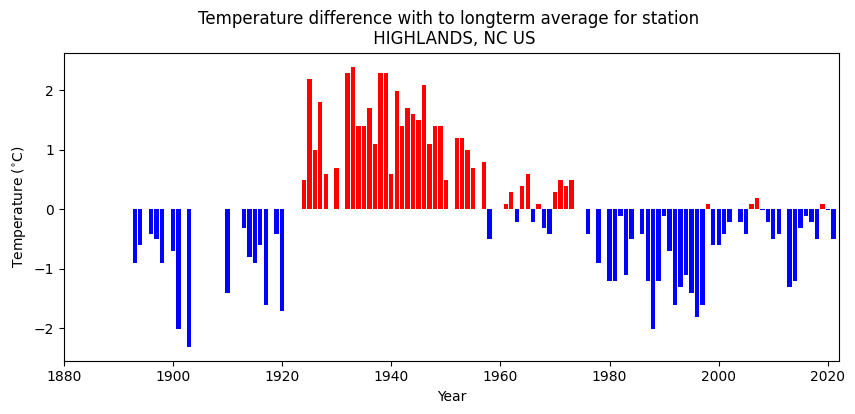 Temperature difference with to longterm average for station
HIGHLANDS, NC US
Temperature (°C)
2
1
0
−1
−2
1880 1900 1920 1940 1960 1980 2000 2020
Year